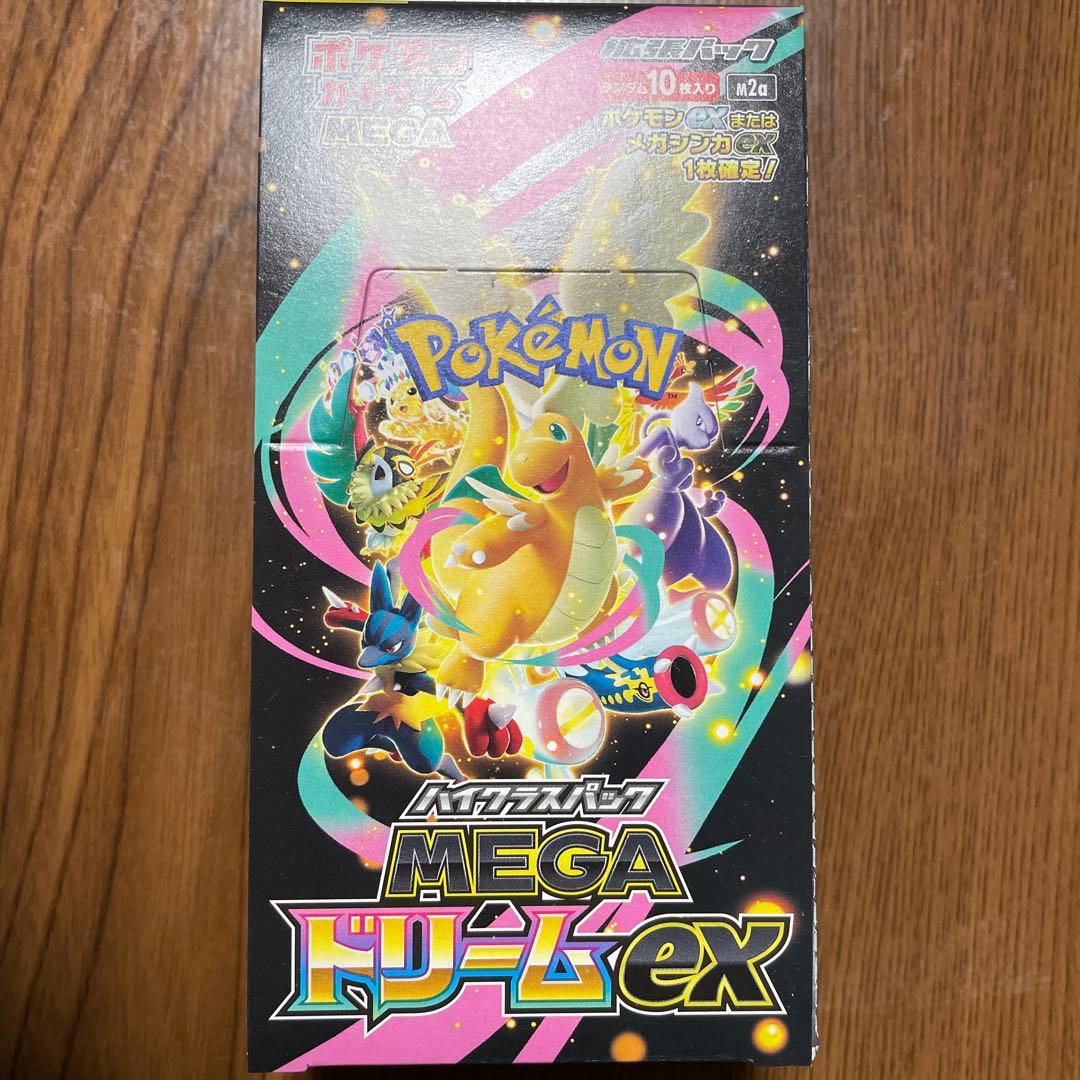 ポケモン
カードゲーム
MEGA
拡張パック
ランダム10枚入り
M2a
ポケモンexまたは
メガシンカex
1枚確定!
POKéMON
TM
ハイクラスパック
MEGA
ドリームex